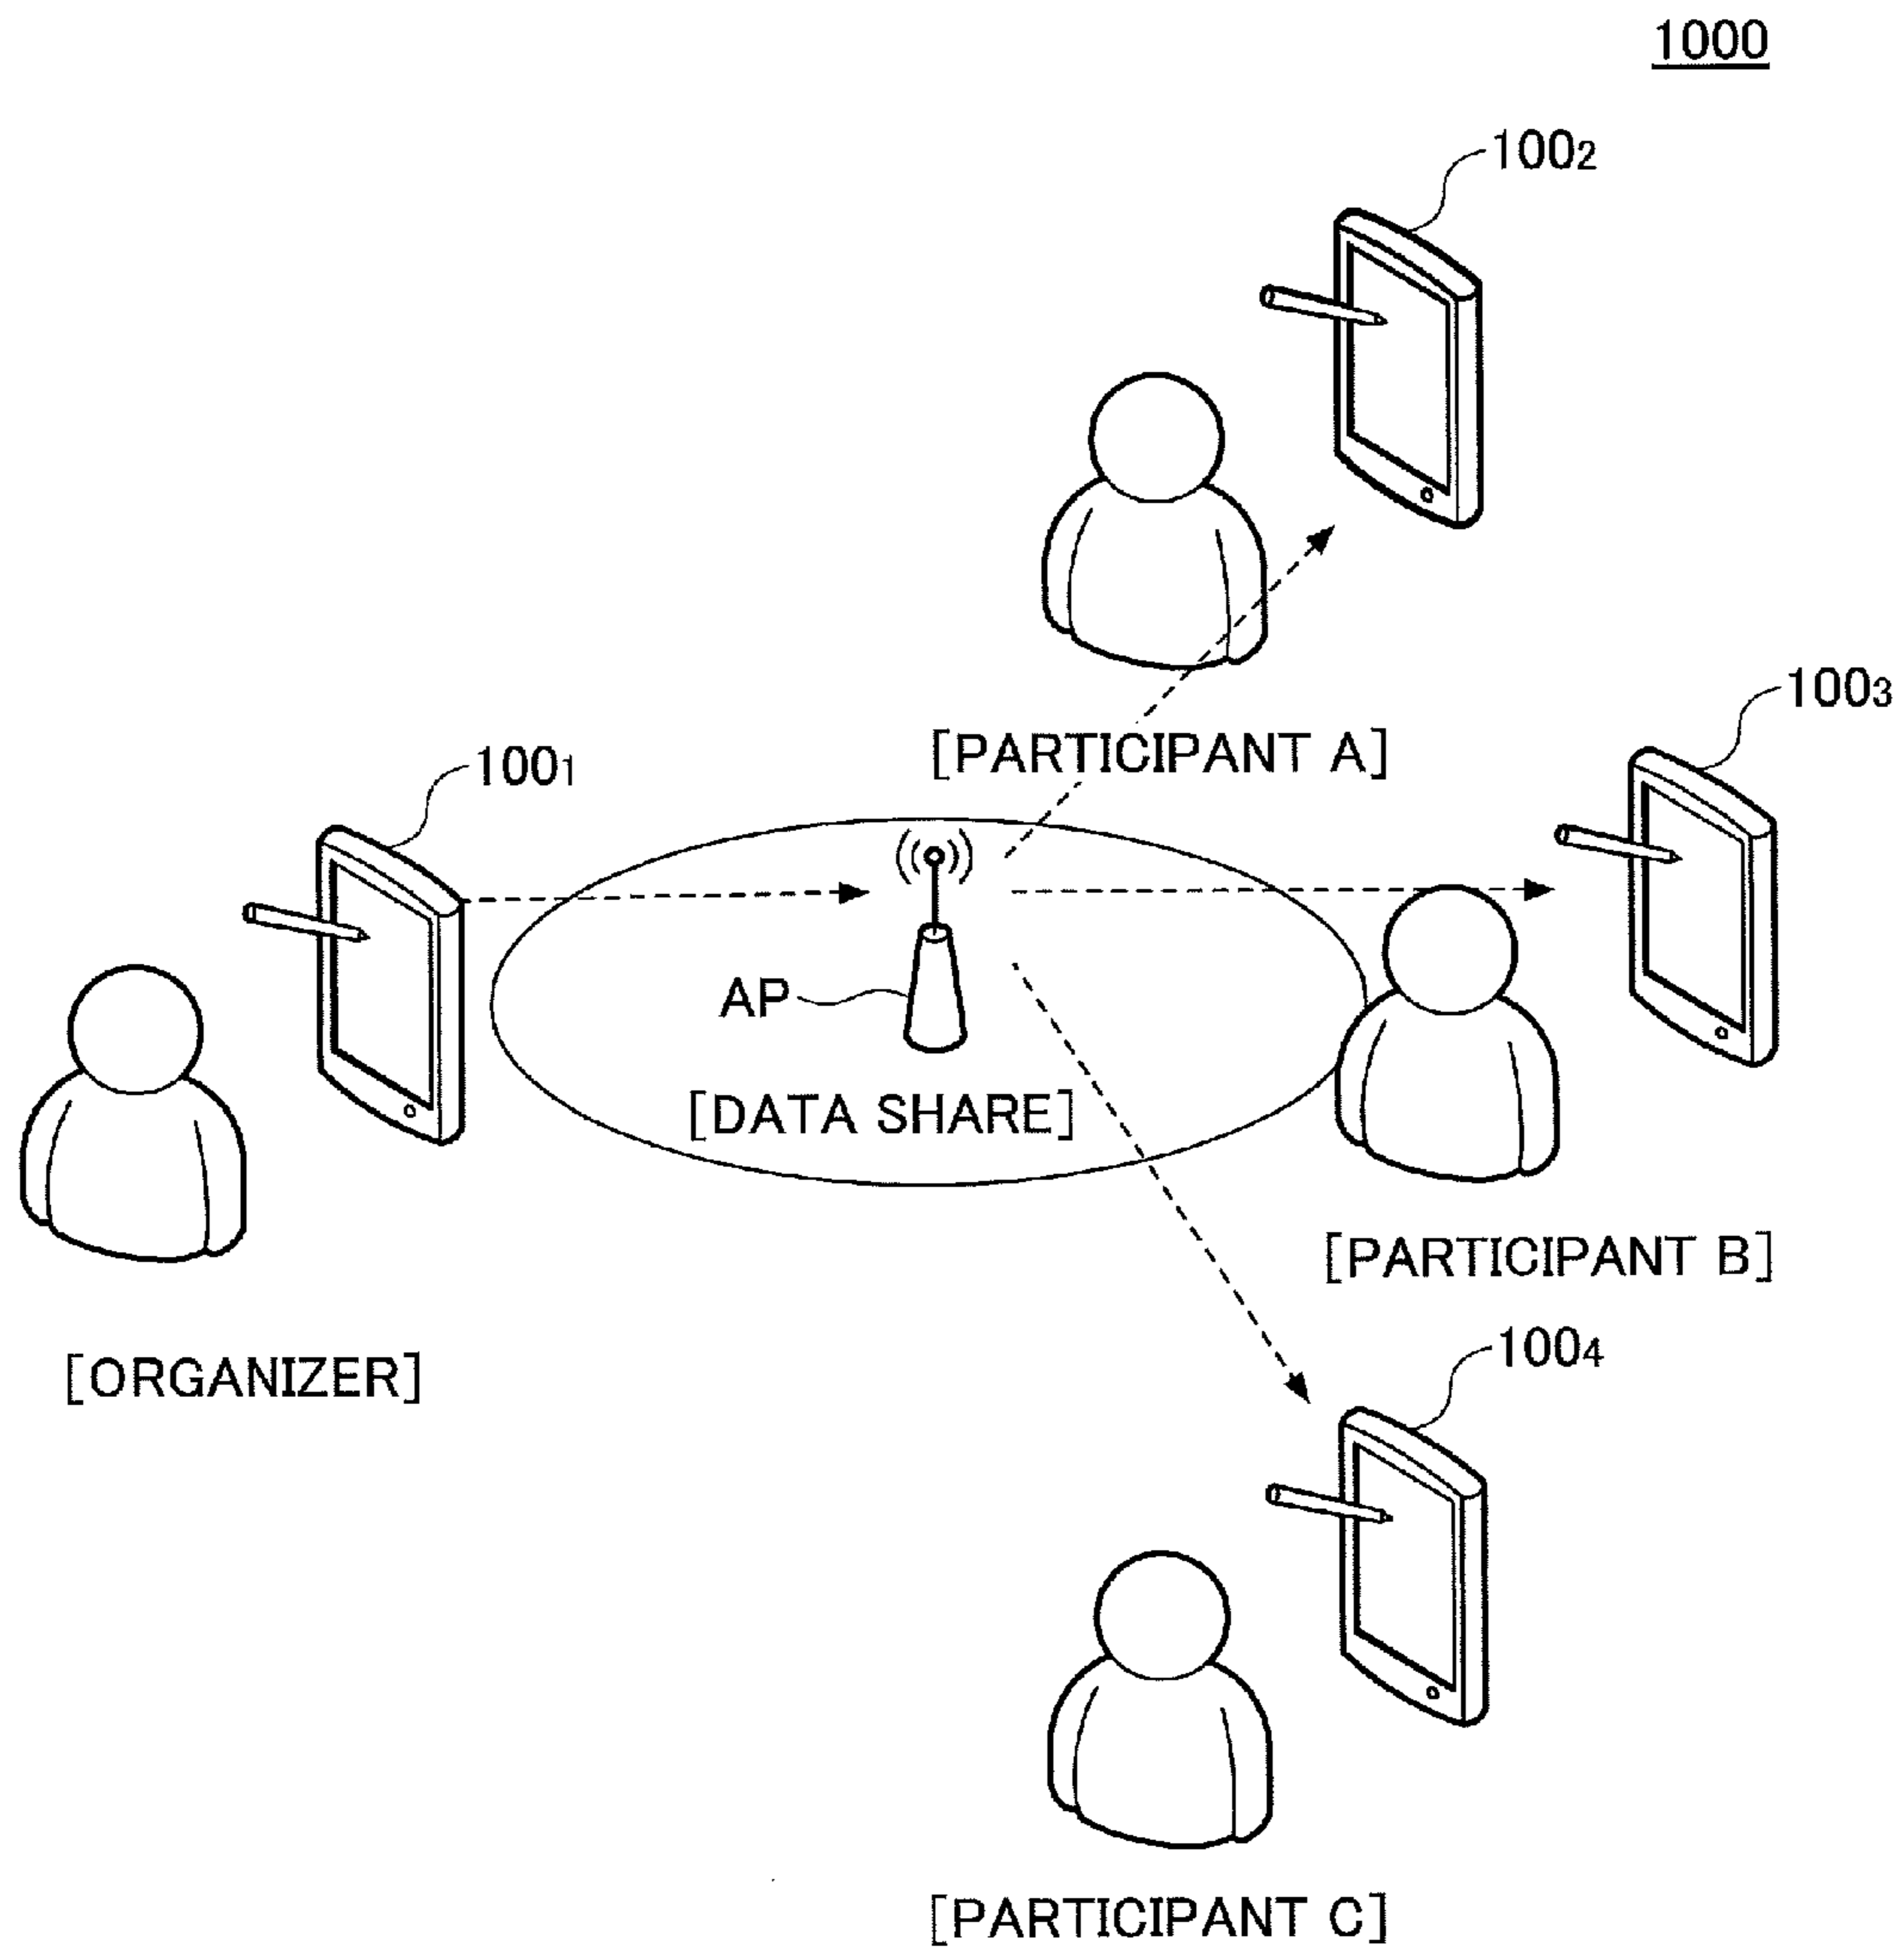 1000
100₂
100₃
[PARTICIPANT A]
100₁
AP
[DATA SHARE]
[PARTICIPANT B]
[ORGANIZER]
100₄
[PARTICIPANT C]